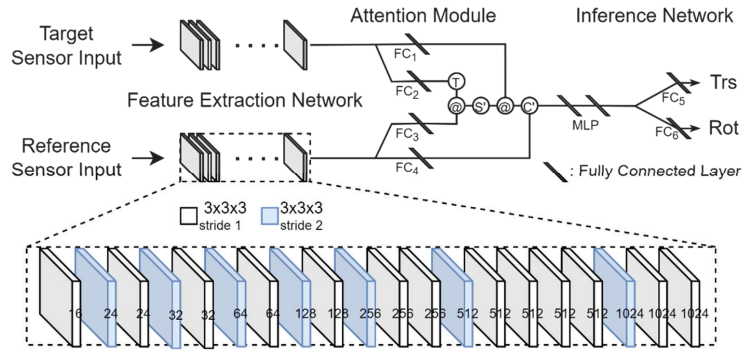 Attention Module
Inference Network
Target
Sensor Input
FC1
FC2
T
Trs
FC5
Feature Extraction Network
@ S' @ C'
MLP
FC6
Rot
Reference
Sensor Input
FC3
FC4
: Fully Connected Layer
3x3x3
stride 1
3x3x3
stride 2
16 24 24 32 32 64 64 128 128 256 256 256 512 512 512 512 512 1024 1024 1024